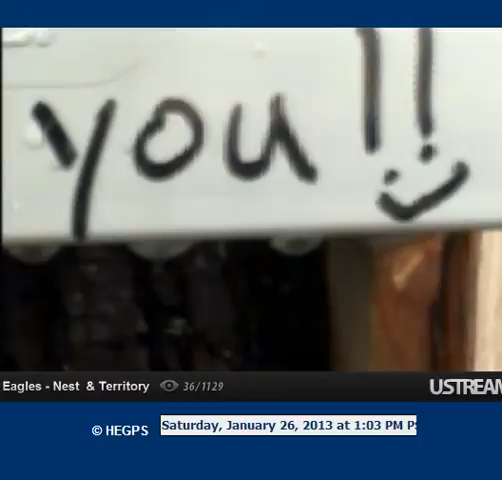 you!!
Eagles - Nest & Territory 36/1129 USTREAM
© HEGPS Saturday, January 26, 2013 at 1:03 PM P